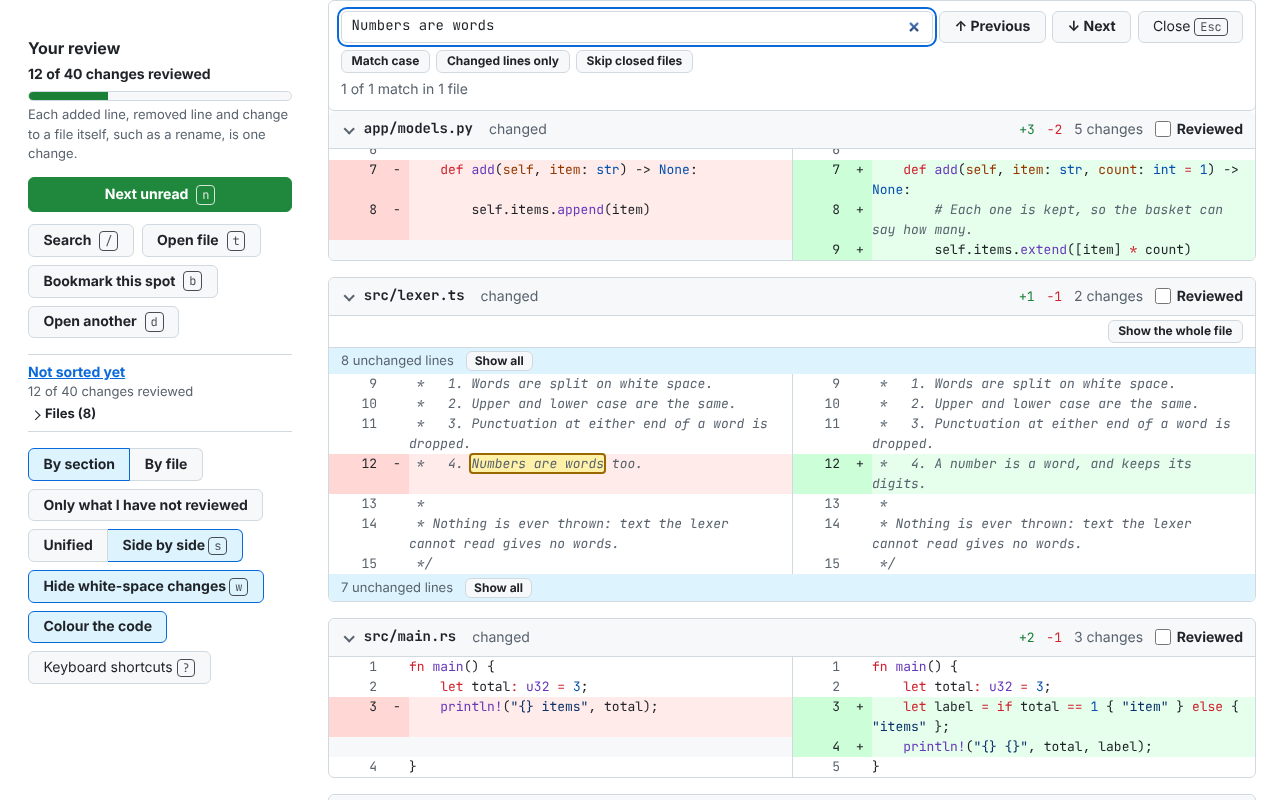 Your review
12 of 40 changes reviewed
Each added line, removed line and change
to a file itself, such as a rename, is one
change.
Next unread n
Search / Open file t
Bookmark this spot b
Open another d
Not sorted yet
12 of 40 changes reviewed
Files (8)
By section By file
Only what I have not reviewed
Unified Side by side s
Hide white-space changes w
Colour the code
Keyboard shortcuts ?
Numbers are words × ↑ Previous ↓ Next Close Esc
Match case Changed lines only Skip closed files
1 of 1 match in 1 file
app/models.py changed +3 -2 5 changes Reviewed
7 - def add(self, item: str) -> None:
8 - self.items.append(item)
7 + def add(self, item: str, count: int = 1) ->
None:
8 + # Each one is kept, so the basket can
say how many.
9 + self.items.extend([item] * count)
src/lexer.ts changed +1 -1 2 changes Reviewed
Show the whole file
8 unchanged lines Show all
9 * 1. Words are split on white space.
10 * 2. Upper and lower case are the same.
11 * 3. Punctuation at either end of a word is
dropped.
12 - * 4. Numbers are words too.
13 *
14 * Nothing is ever thrown: text the lexer
cannot read gives no words.
15 */
9 * 1. Words are split on white space.
10 * 2. Upper and lower case are the same.
11 * 3. Punctuation at either end of a word is
dropped.
12 + * 4. A number is a word, and keeps its
digits.
13 *
14 * Nothing is ever thrown: text the lexer
cannot read gives no words.
15 */
7 unchanged lines Show all
src/main.rs changed +2 -1 3 changes Reviewed
1 fn main() {
2 let total: u32 = 3;
3 - println!("{} items", total);
4 }
1 fn main() {
2 let total: u32 = 3;
3 + let label = if total == 1 { "item" } else {
"items" };
4 + println!("{} {}", total, label);
5 }